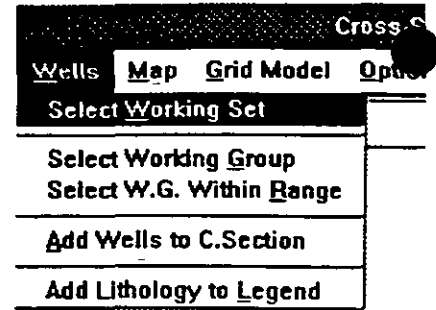 Cross
Wells Map Grid Model
Select Working Set
Select Working Group
Select W.G. Within Range
Add Wells to C.Section
Add Lithology to Legend